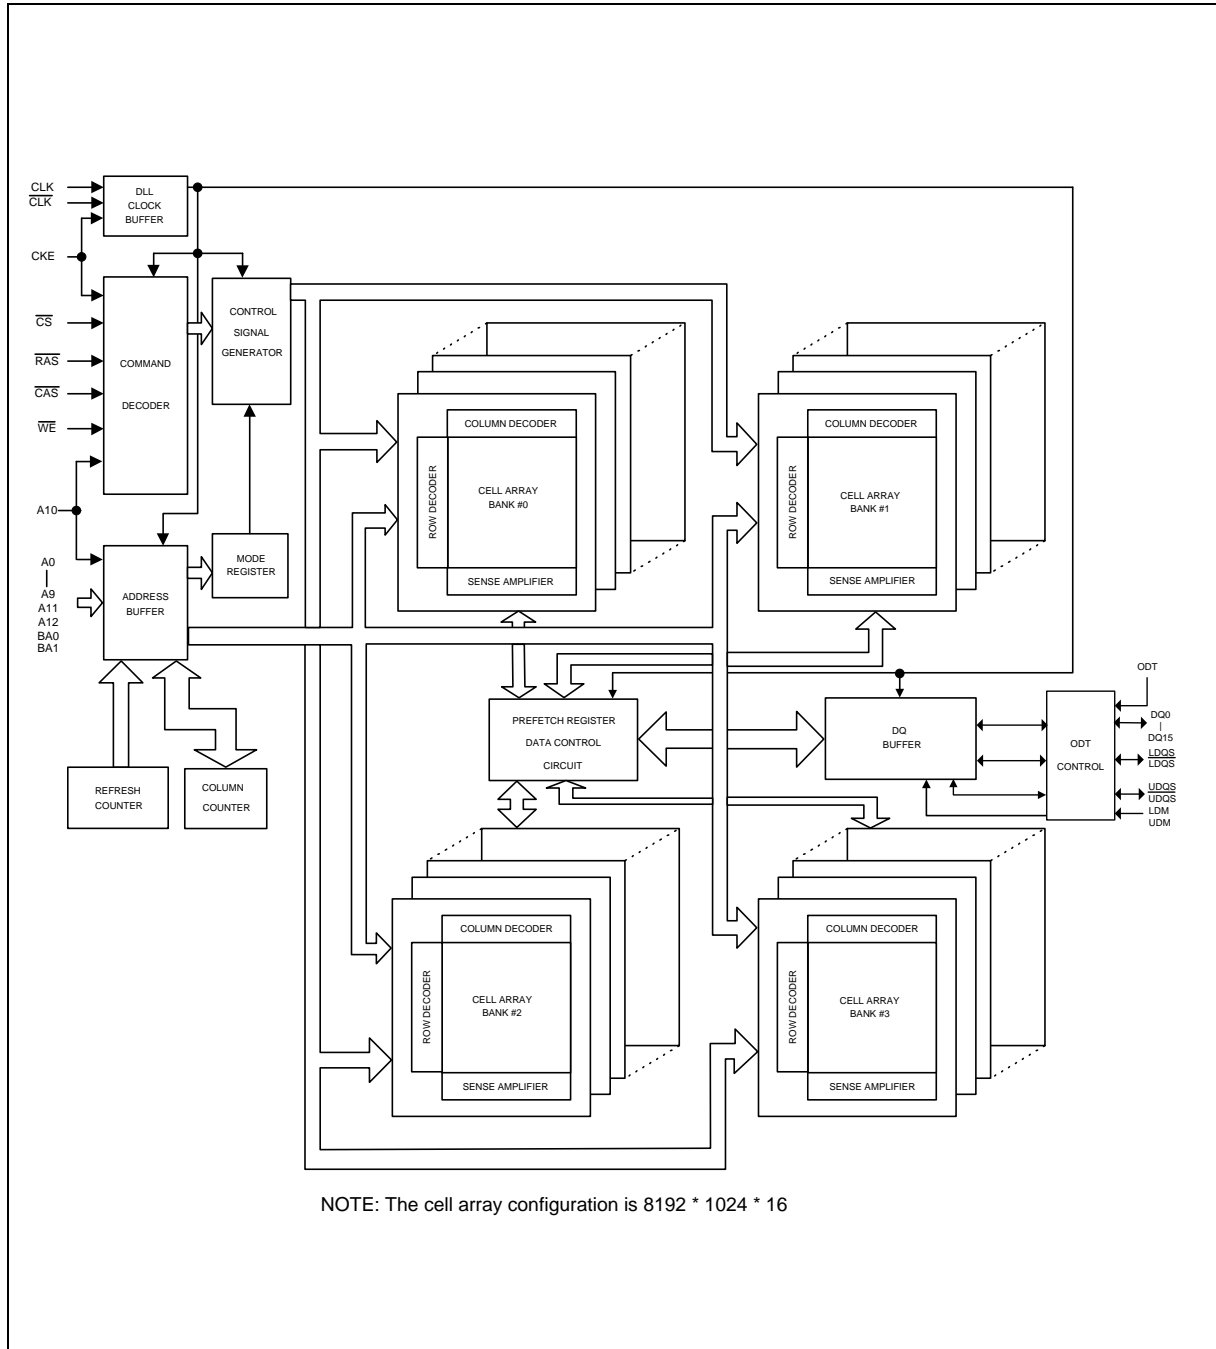 CLK
CLK
CKE
CS
RAS
CAS
WE
A10
A0
A9
A11
A12
BA0
BA1
DLL
CLOCK
BUFFER
COMMAND
DECODER
CONTROL
SIGNAL
GENERATOR
MODE
REGISTER
ADDRESS
BUFFER
REFRESH
COUNTER
COLUMN
COUNTER
COLUMN DECODER
ROW DECODER
CELL ARRAY
BANK #0
SENSE AMPLIFIER
COLUMN DECODER
ROW DECODER
CELL ARRAY
BANK #1
SENSE AMPLIFIER
PREFETCH REGISTER
DATA CONTROL
CIRCUIT
DQ
BUFFER
ODT
CONTROL
ODT
DQ0
|
DQ15
LDQS
LDQS
UDQS
UDQS
LDM
UDM
COLUMN DECODER
ROW DECODER
CELL ARRAY
BANK #2
SENSE AMPLIFIER
COLUMN DECODER
ROW DECODER
CELL ARRAY
BANK #3
SENSE AMPLIFIER
NOTE: The cell array configuration is 8192 * 1024 * 16